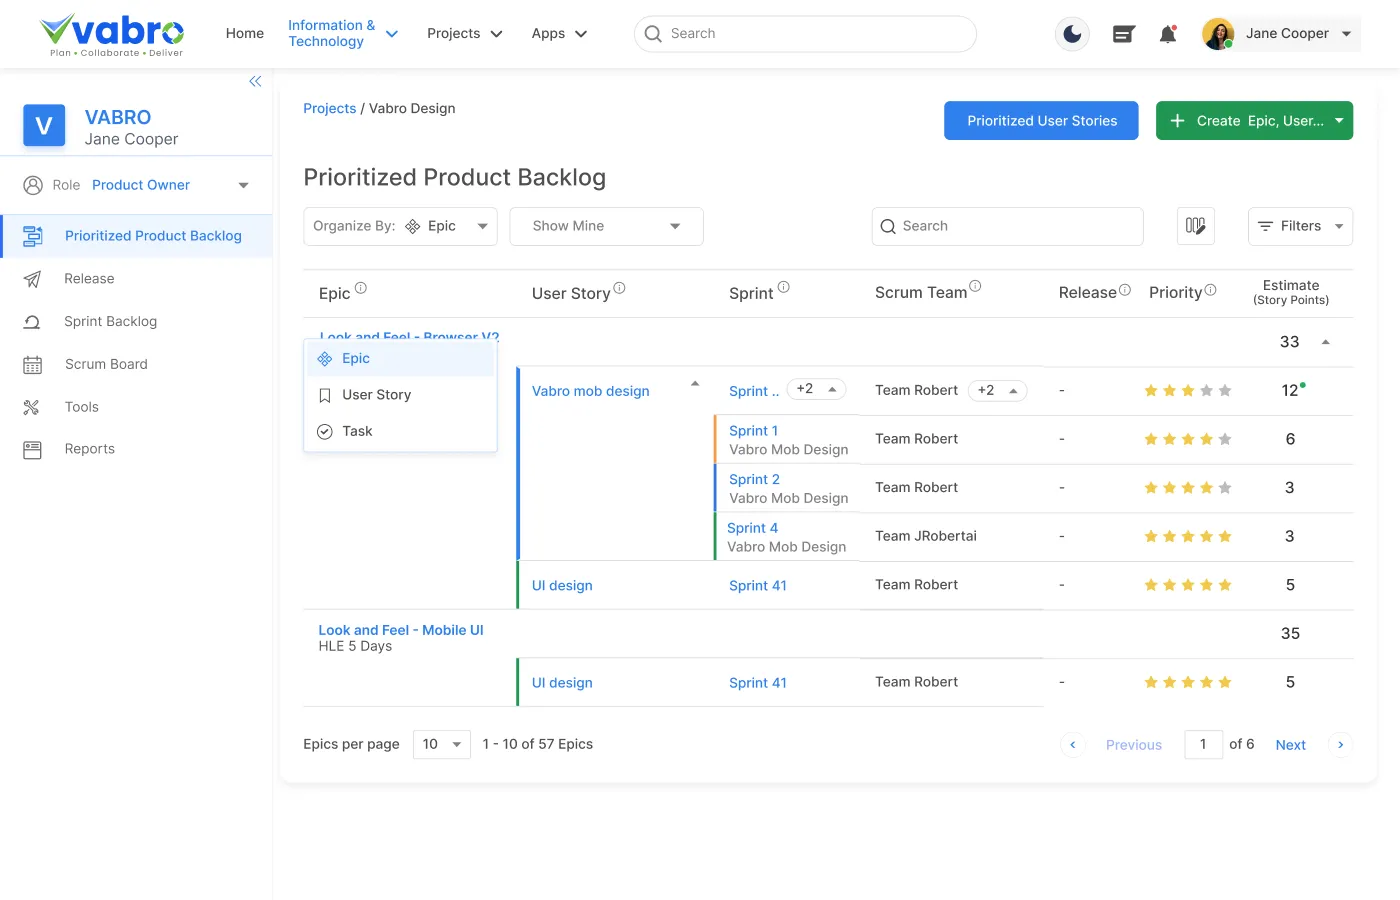 vabro
Plan • Collaborate • Deliver
Home
Information &
Technology
Projects
Apps
Search
Jane Cooper
V
VABRO
Jane Cooper
Role Product Owner
Prioritized Product Backlog
Release
Sprint Backlog
Scrum Board
Tools
Reports
Projects / Vabro Design
Prioritized User Stories
+ Create Epic, User...
Prioritized Product Backlog
Organize By: Epic
Show Mine
Search
Filters
Epic
User Story
Sprint
Scrum Team
Release
Priority
Estimate
(Story Points)
Look and Feel - Browser V2
33
Epic
User Story
Task
Vabro mob design
Sprint .. +2
Team Robert +2
-
12
Sprint 1
Vabro Mob Design
Team Robert
-
6
Sprint 2
Vabro Mob Design
Team Robert
-
3
Sprint 4
Vabro Mob Design
Team JRobertai
-
3
UI design
Sprint 41
Team Robert
-
5
Look and Feel - Mobile UI
HLE 5 Days
35
UI design
Sprint 41
Team Robert
-
5
Epics per page 10 1 - 10 of 57 Epics
Previous 1 of 6 Next